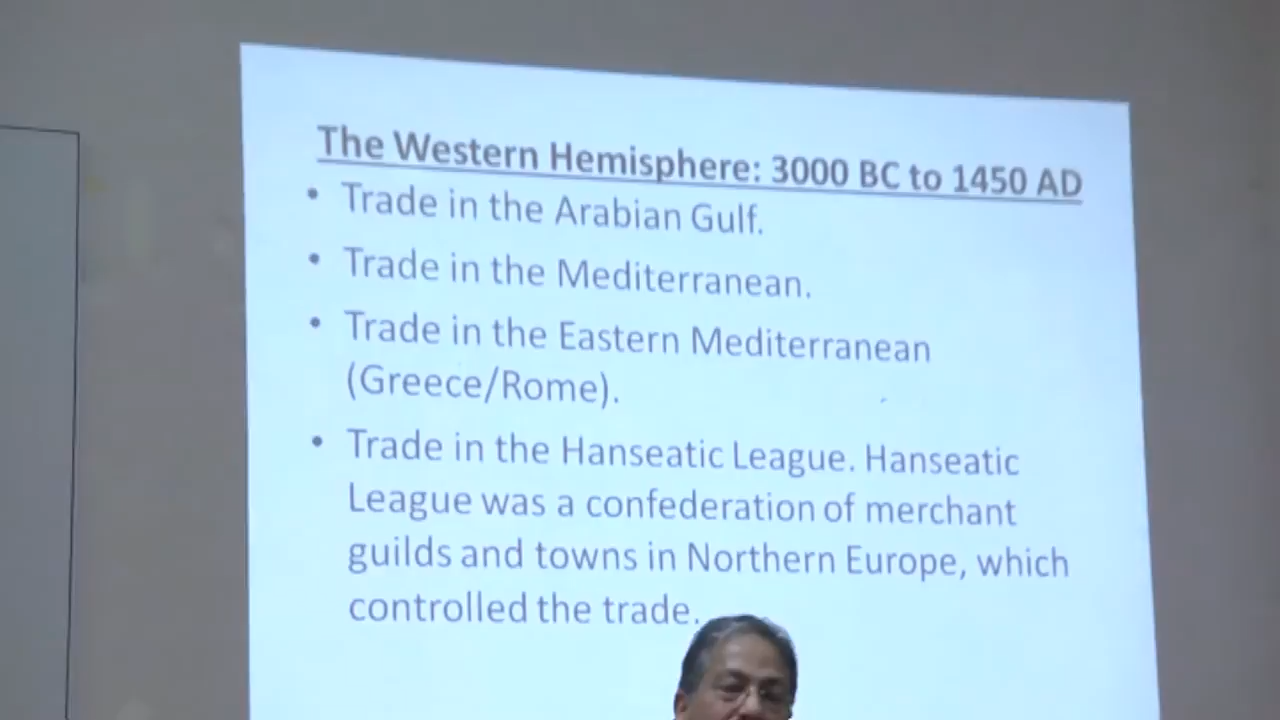 The Western Hemisphere: 3000 BC to 1450 AD
• Trade in the Arabian Gulf.
• Trade in the Mediterranean.
• Trade in the Eastern Mediterranean
(Greece/Rome).
• Trade in the Hanseatic League. Hanseatic
League was a confederation of merchant
guilds and towns in Northern Europe, which
controlled the trade.